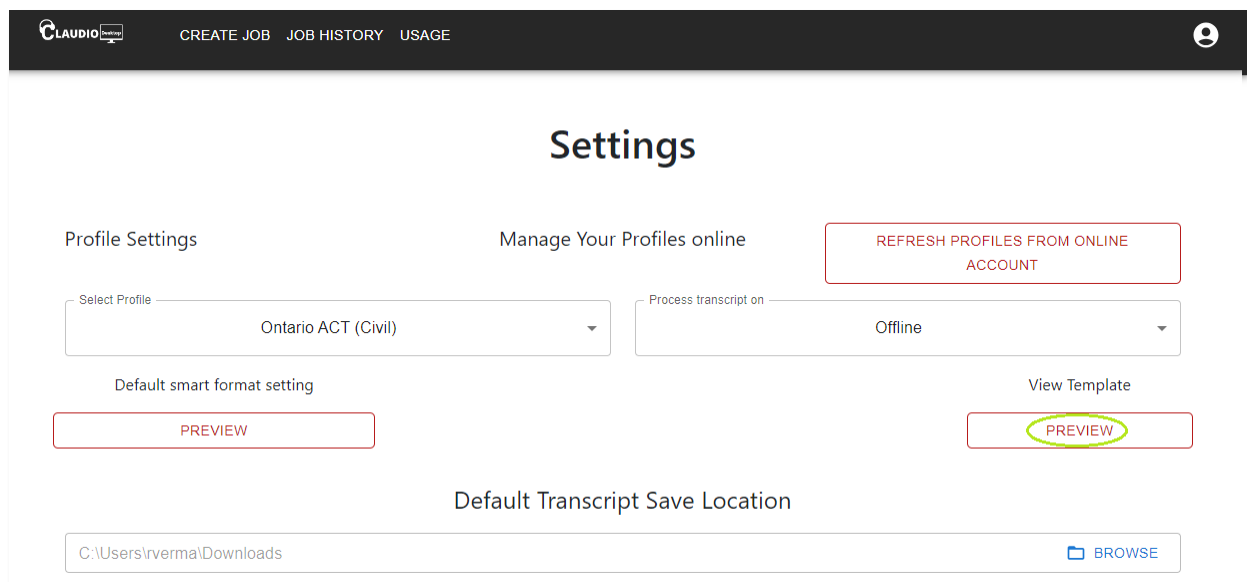 CLAUDIO Desktop
CREATE JOB JOB HISTORY USAGE
Settings
Profile Settings
Manage Your Profiles online
REFRESH PROFILES FROM ONLINE
ACCOUNT
Select Profile
Ontario ACT (Civil)
Process transcript on
Offline
Default smart format setting
View Template
PREVIEW
PREVIEW
Default Transcript Save Location
C:\Users\rverma\Downloads
BROWSE